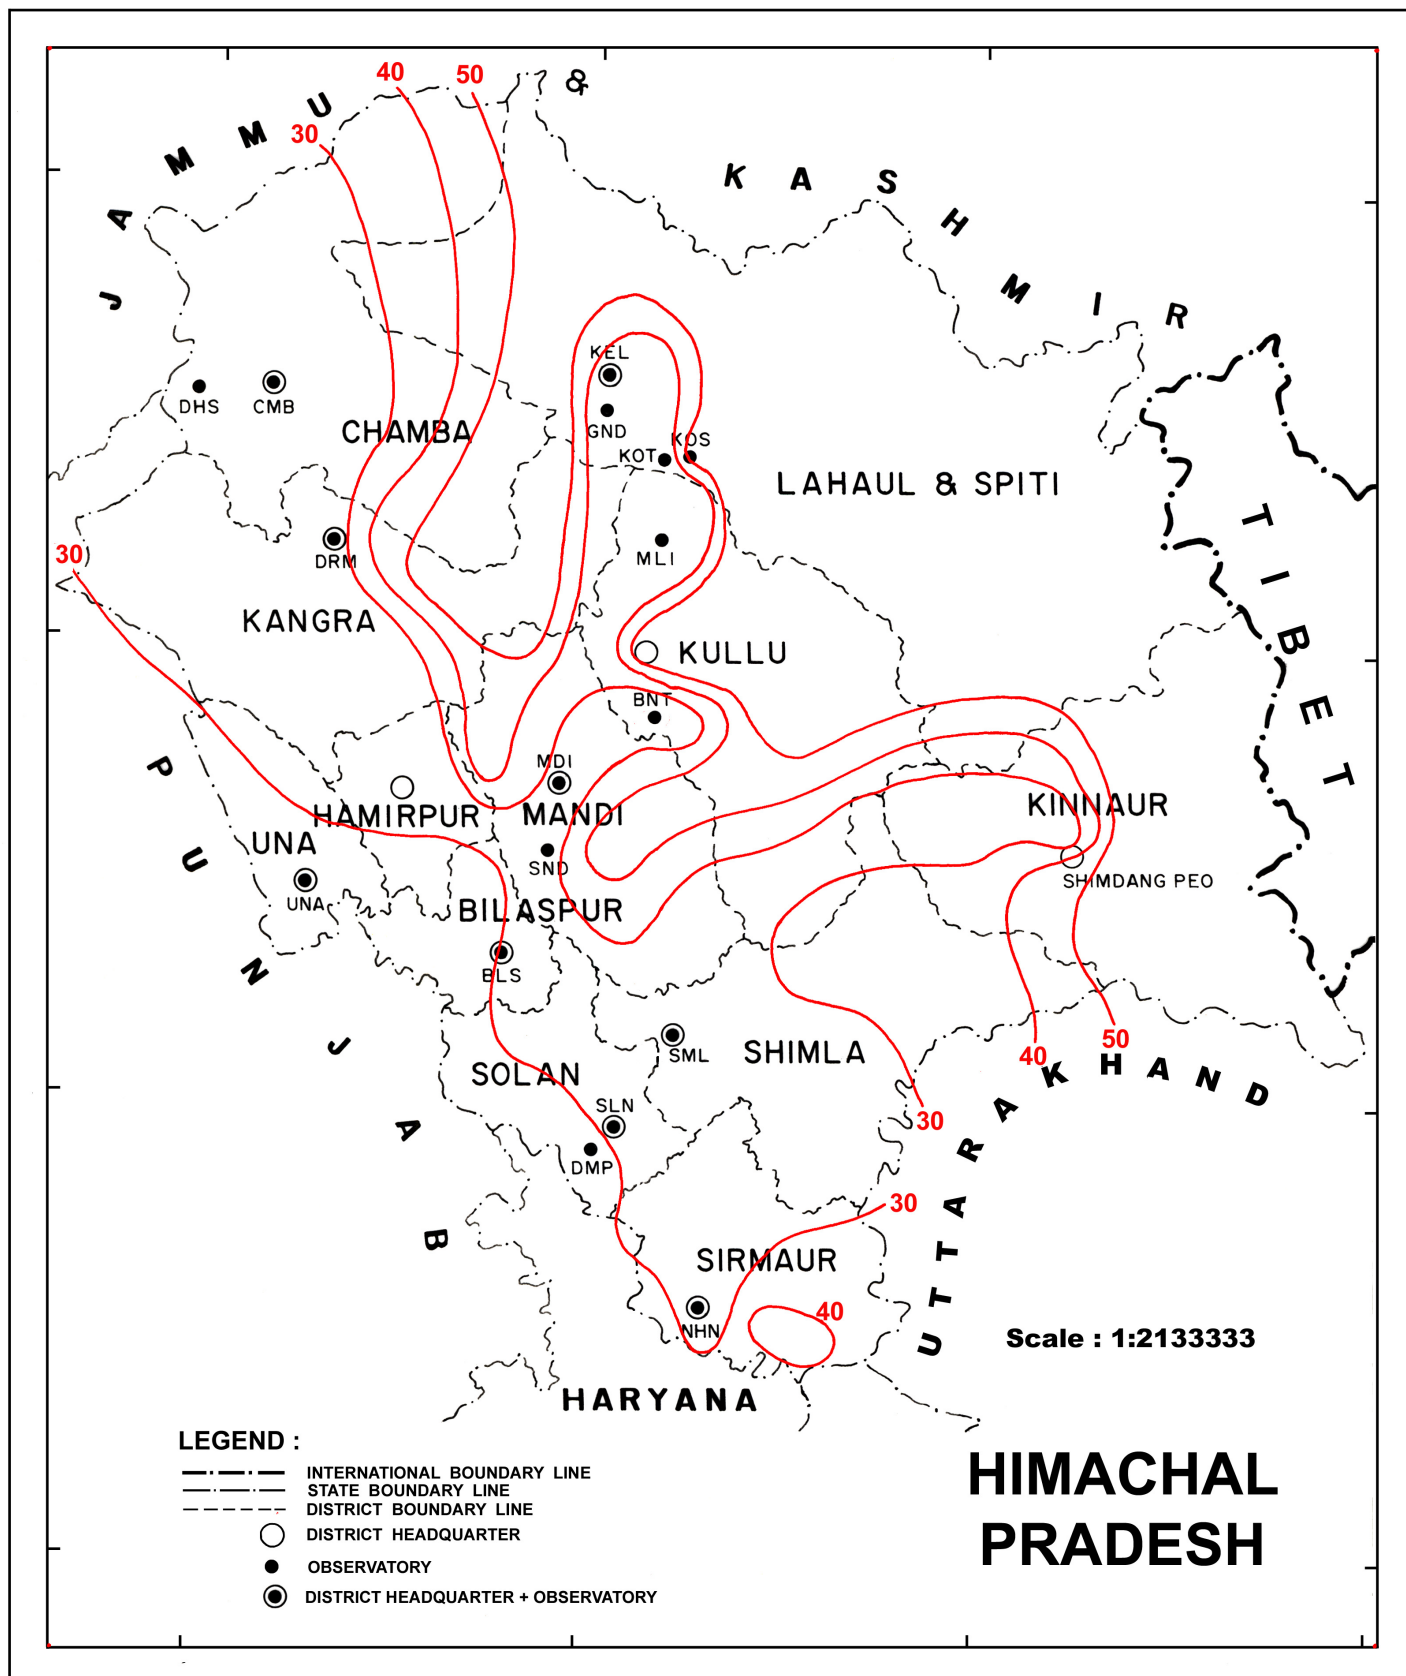 40
50
&
JAMMU
30
KASHMIR
KEL
DHS
CMB
GND
CHAMBA
KOS
KOT
LAHAUL & SPITI
TIBET
30
DRM
MLI
KANGRA
KULLU
BNT
PUNJAB
MDI
HAMIRPUR
MANDI
KINNAUR
UNA
SND
SHIMDANG PEO
UNA
BILASPUR
BLS
SML
SHIMLA
40
50
SOLAN
UTTARAKHAND
SLN
30
DMP
30
SIRMAUR
NHN
40
Scale : 1:2133333
HARYANA
LEGEND :
INTERNATIONAL BOUNDARY LINE
STATE BOUNDARY LINE
DISTRICT BOUNDARY LINE
DISTRICT HEADQUARTER
OBSERVATORY
DISTRICT HEADQUARTER + OBSERVATORY
HIMACHAL
PRADESH